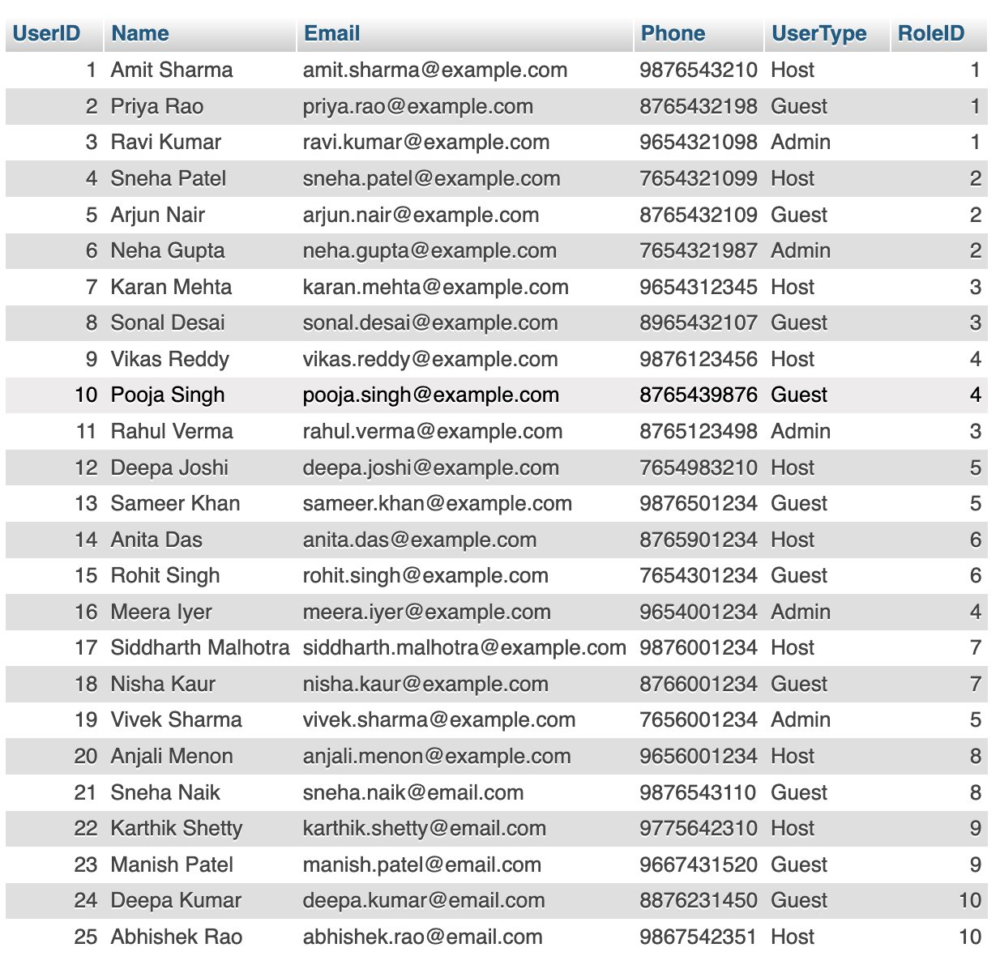 UserID Name Email Phone UserType RoleID
1 Amit Sharma amit.sharma@example.com 9876543210 Host 1
2 Priya Rao priya.rao@example.com 8765432198 Guest 1
3 Ravi Kumar ravi.kumar@example.com 9654321098 Admin 1
4 Sneha Patel sneha.patel@example.com 7654321099 Host 2
5 Arjun Nair arjun.nair@example.com 8765432109 Guest 2
6 Neha Gupta neha.gupta@example.com 7654321987 Admin 2
7 Karan Mehta karan.mehta@example.com 9654312345 Host 3
8 Sonal Desai sonal.desai@example.com 8965432107 Guest 3
9 Vikas Reddy vikas.reddy@example.com 9876123456 Host 4
10 Pooja Singh pooja.singh@example.com 8765439876 Guest 4
11 Rahul Verma rahul.verma@example.com 8765123498 Admin 3
12 Deepa Joshi deepa.joshi@example.com 7654983210 Host 5
13 Sameer Khan sameer.khan@example.com 9876501234 Guest 5
14 Anita Das anita.das@example.com 8765901234 Host 6
15 Rohit Singh rohit.singh@example.com 7654301234 Guest 6
16 Meera Iyer meera.iyer@example.com 9654001234 Admin 4
17 Siddharth Malhotra siddharth.malhotra@example.com 9876001234 Host 7
18 Nisha Kaur nisha.kaur@example.com 8766001234 Guest 7
19 Vivek Sharma vivek.sharma@example.com 7656001234 Admin 5
20 Anjali Menon anjali.menon@example.com 9656001234 Host 8
21 Sneha Naik sneha.naik@email.com 9876543110 Guest 8
22 Karthik Shetty karthik.shetty@email.com 9775642310 Host 9
23 Manish Patel manish.patel@email.com 9667431520 Guest 9
24 Deepa Kumar deepa.kumar@email.com 8876231450 Guest 10
25 Abhishek Rao abhishek.rao@email.com 9867542351 Host 10